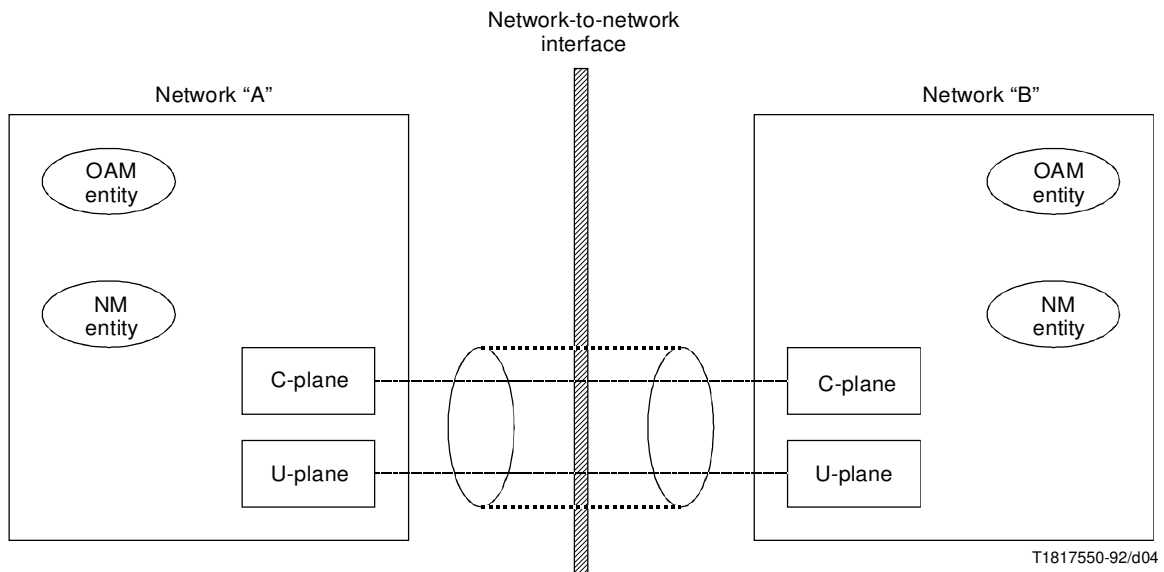 Network-to-network
interface
Network “A”
Network “B”
OAM
entity
OAM
entity
NM
entity
NM
entity
C-plane
C-plane
U-plane
U-plane
T1817550-92/d04